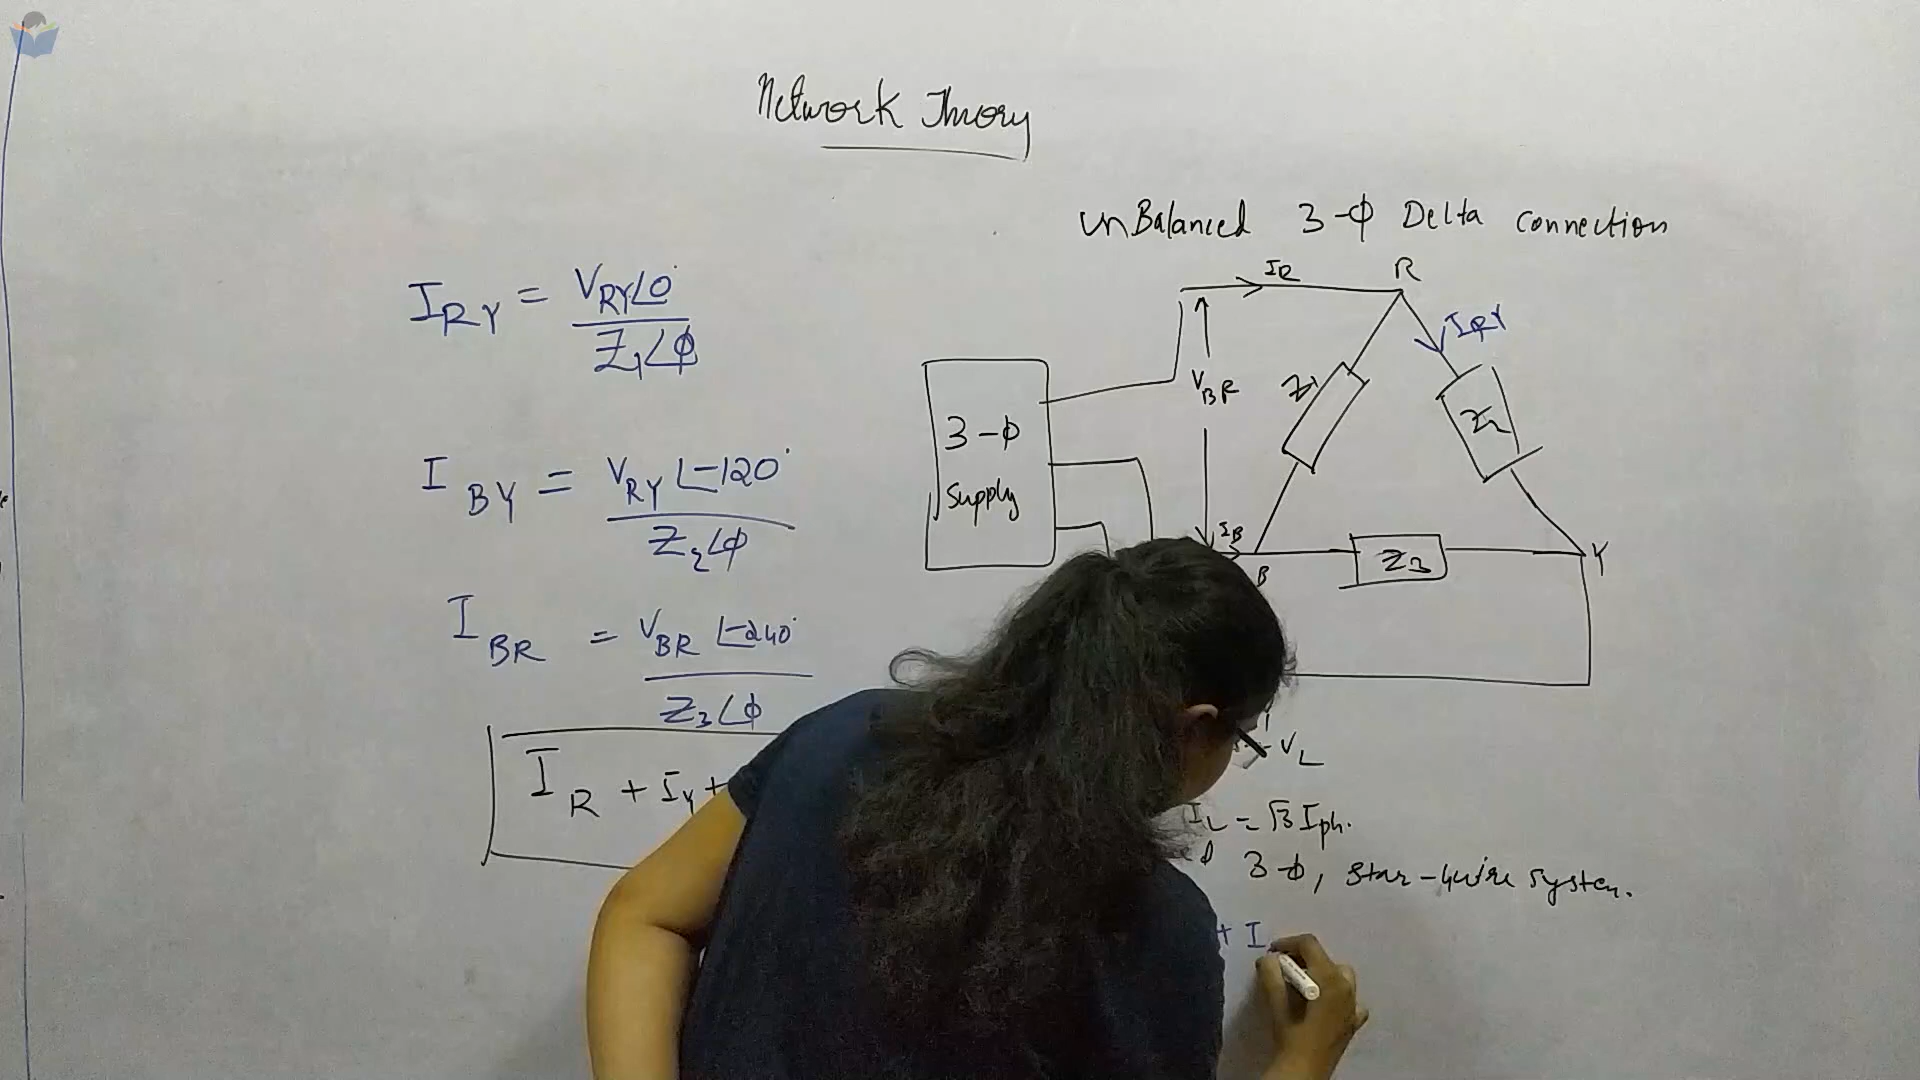 Network Theory
unBalanced 3-ϕ Delta connection
I_RY = V_RY∠0° / Z_1∠ϕ
I_BY = V_RY∠-120° / Z_2∠ϕ
I_BR = V_BR∠-240° / Z_3∠ϕ
I_R + I_Y +
I_R
R
I_RY
V_BR
Z_1
Z_2
3-ϕ
Supply
I_B
B
Z_3
Y
V_L
I_L = √3 Iph.
3-ϕ, star-4wire system.
+ I